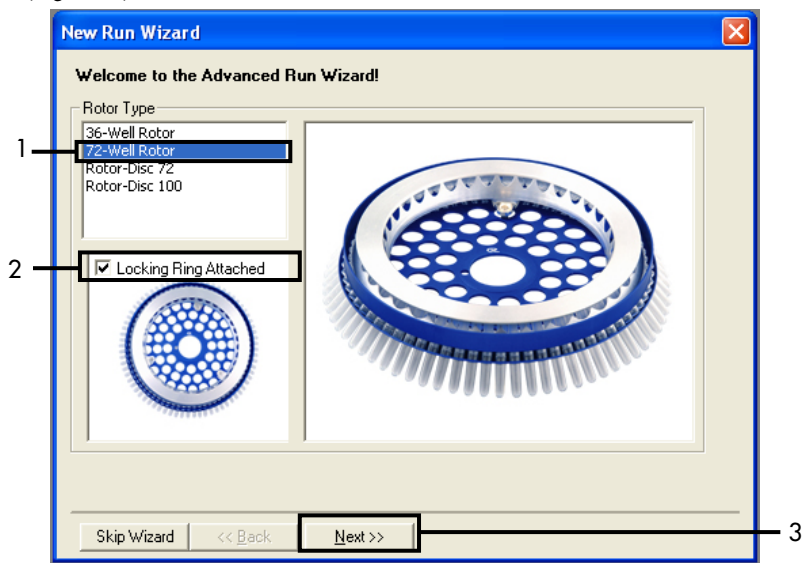 New Run Wizard
Welcome to the Advanced Run Wizard!
Rotor Type
36-Well Rotor
1
72-Well Rotor
Rotor-Disc 72
Rotor-Disc 100
2
Locking Ring Attached
Skip Wizard
<< Back
Next >>
3